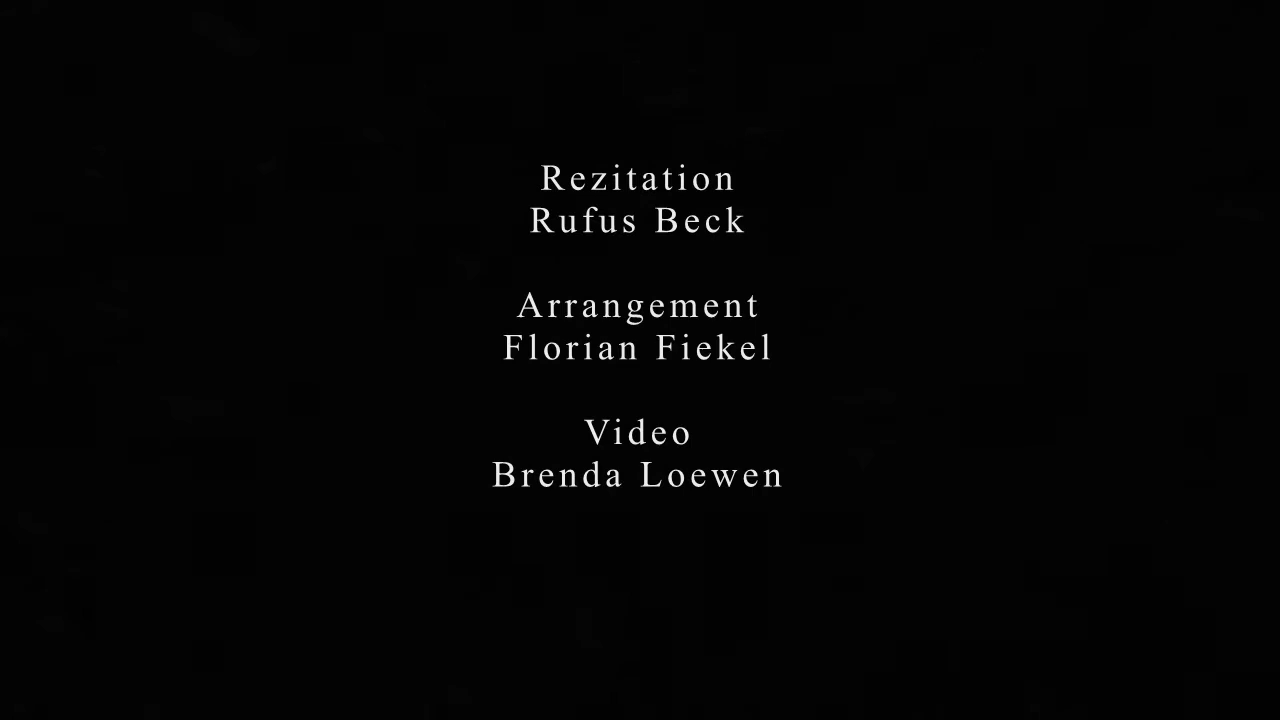 Rezitation
Rufus Beck
Arrangement
Florian Fiekel
Video
Brenda Loewen